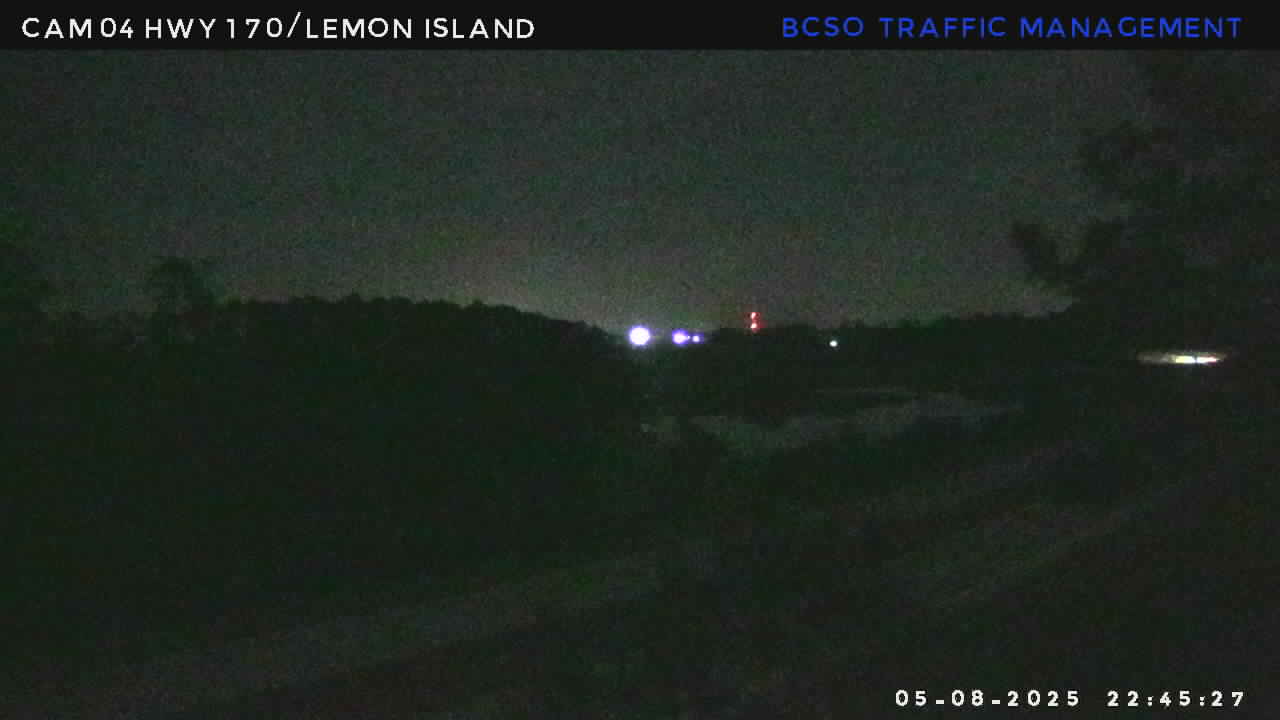 CAM04 HWY 170/LEMON ISLAND
BCSO TRAFFIC MANAGEMENT
05-08-2025 22:45:27